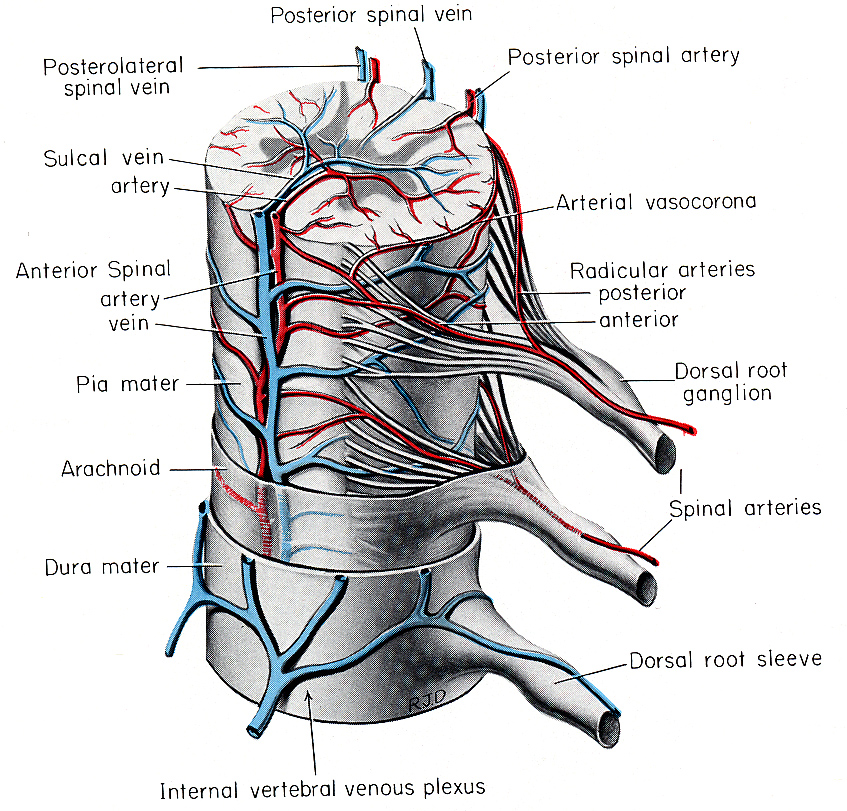 Posterior spinal vein
Posterolateral
spinal vein
Posterior spinal artery
Sulcal vein
artery
Arterial vasocorona
Anterior Spinal
artery
vein
Radicular arteries
posterior
anterior
Pia mater
Dorsal root
ganglion
Arachnoid
Spinal arteries
Dura mater
Dorsal root sleeve
RJD
Internal vertebral venous plexus